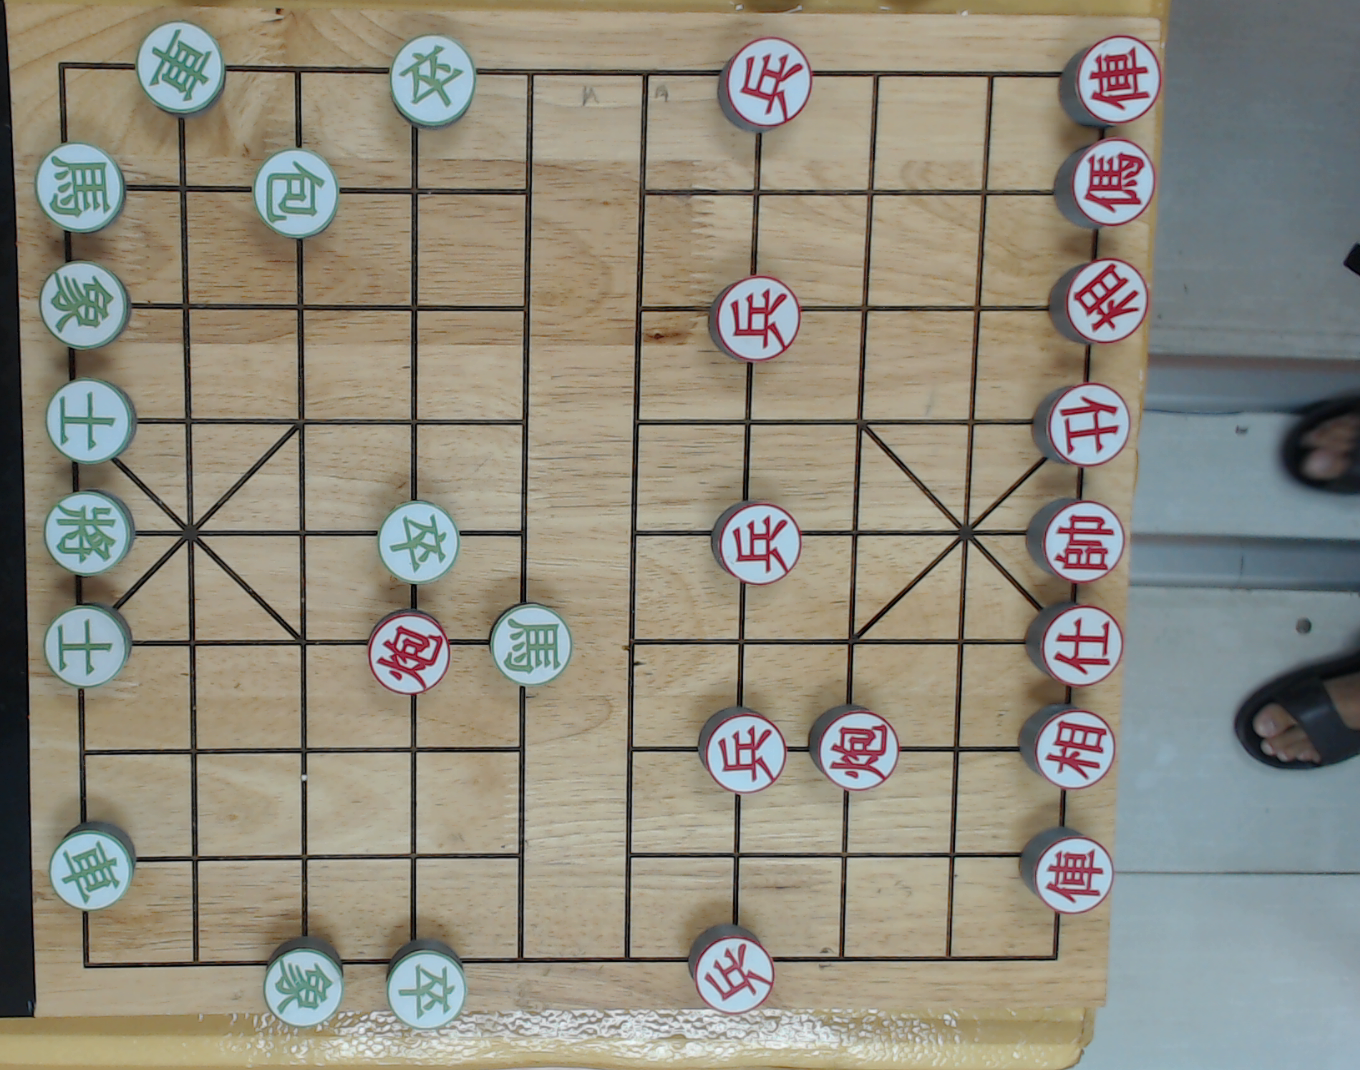 車 卒 兵 俥
馬 包 傌
象 兵 相
士 仕
將 卒 兵 帥
士 炮 馬 仕
兵 炮 相
車 俥
象 卒 兵